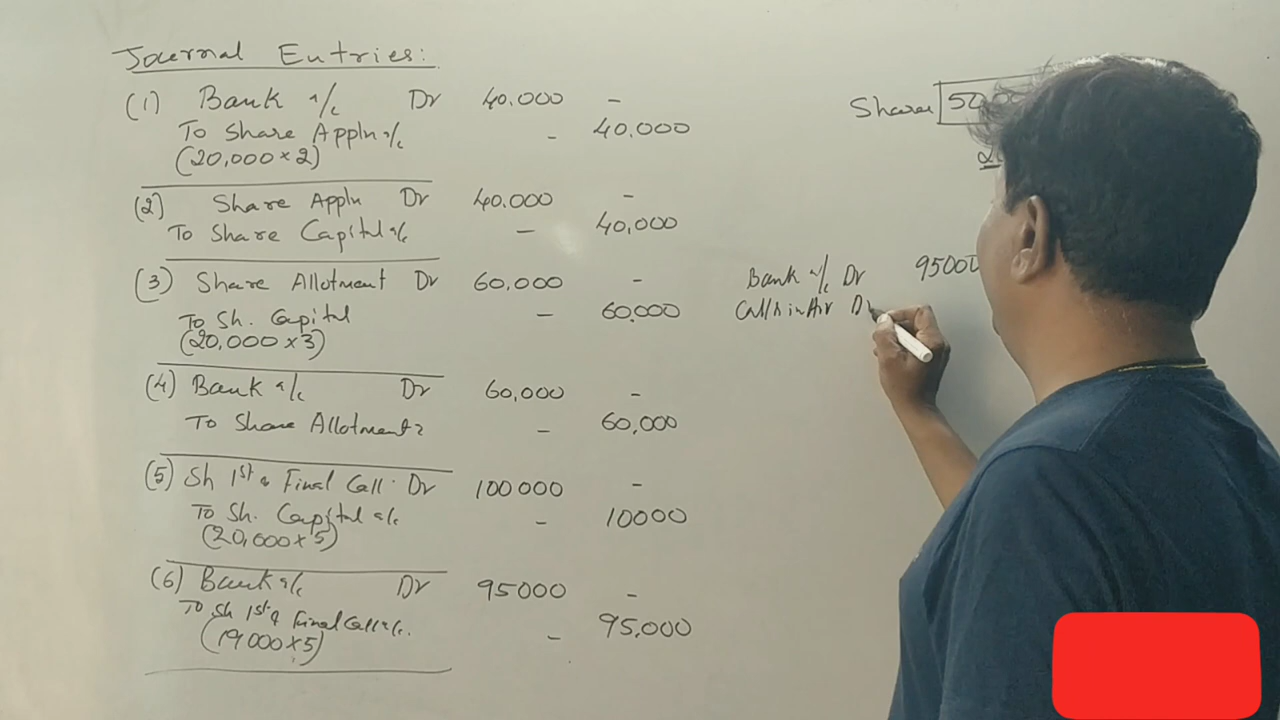 Journal Entries:
(1) Bank a/c Dr 40.000 -
To Share Appln a/c - 40,000
(20,000 x 2)
(2) Share Appln Dr 40.000 -
To Share Capital a/c - 40,000
(3) Share Allotment Dr 60,000 -
To Sh. Capital - 60,000
(20,000 x 3)
(4) Bank a/c Dr 60,000 -
To Share Allotment - 60,000
(5) Sh 1st & Final Call. Dr 100000 -
To Sh. Capital a/c - 10000
(20,000 x 5)
(6) Bank a/c Dr 95000 -
To Sh 1st & Final Call a/c. - 95,000
(19000 x 5)
Share
Bank a/c Dr 95000
Calls in Arr Dr